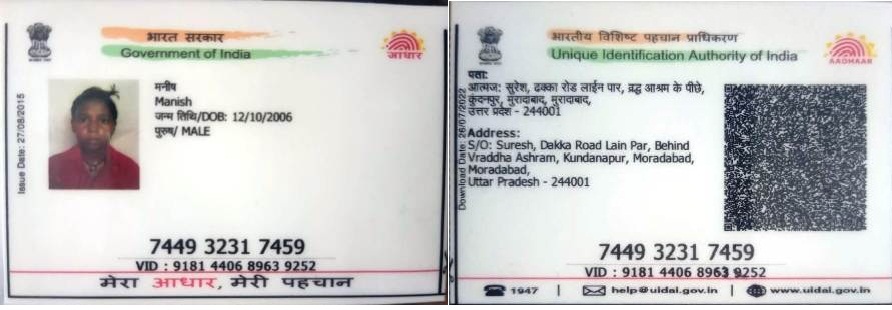 भारत सरकार
Government of India
आधार
Issue Date: 27/08/2015
मनीष
Manish
जन्म तिथि/DOB: 12/10/2006
पुरुष/ MALE
7449 3231 7459
VID : 9181 4406 8963 9252
मेरा आधार, मेरी पहचान
भारतीय विशिष्ट पहचान प्राधिकरण
Unique Identification Authority of India
AADHAAR
Download Date: 26/07/2022
पता:
आत्मज: सुरेश, ढक्का रोड लाईन पार, व्रद्ध आश्रम के पीछे,
कुंदनपुर, मुरादाबाद, मुरादाबाद,
उत्तर प्रदेश - 244001
Address:
S/O: Suresh, Dakka Road Lain Par, Behind
Vraddha Ashram, Kundanapur, Moradabad,
Moradabad,
Uttar Pradesh - 244001
7449 3231 7459
VID : 9181 4406 8963 9252
1947 | help@uidai.gov.in | www.uidai.gov.in